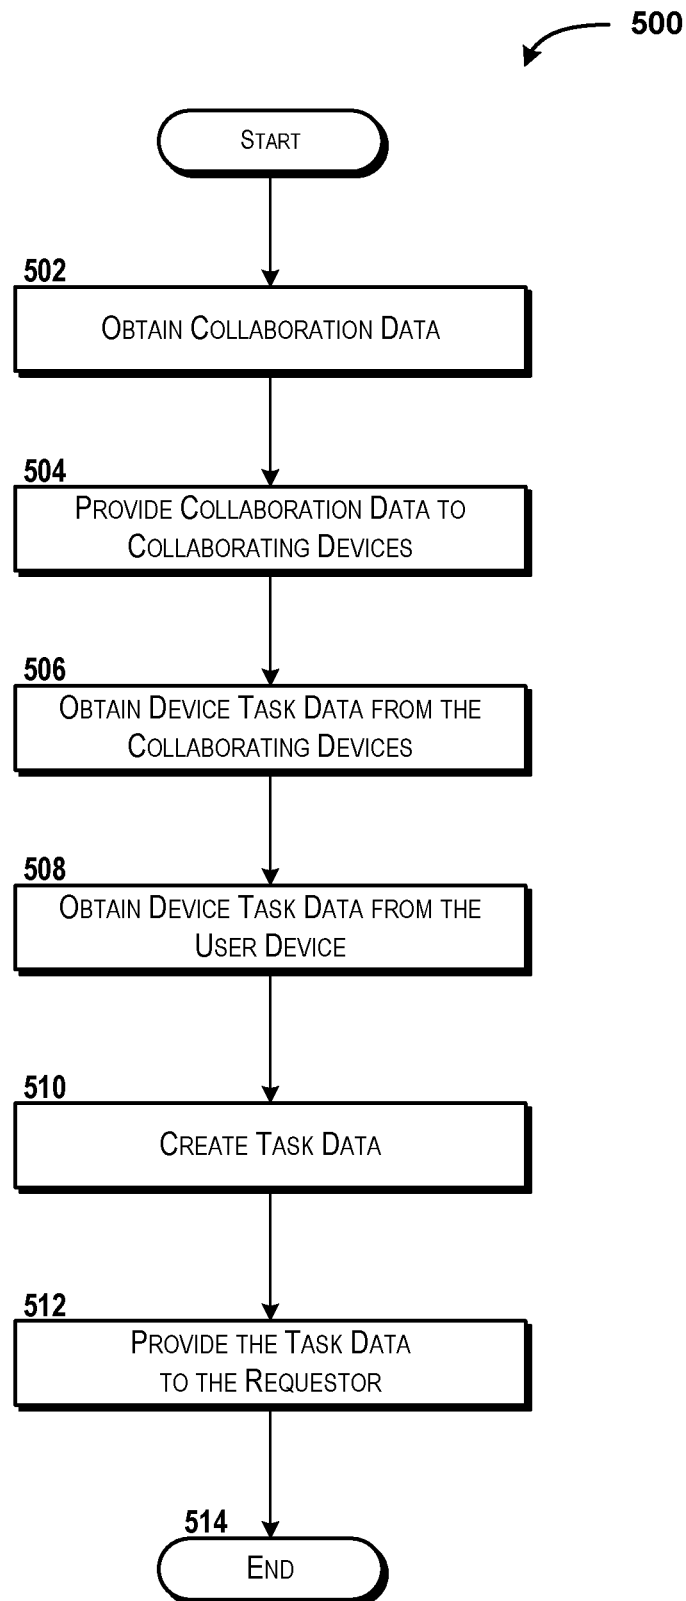 500
START
502
OBTAIN COLLABORATION DATA
504
PROVIDE COLLABORATION DATA TO
COLLABORATING DEVICES
506
OBTAIN DEVICE TASK DATA FROM THE
COLLABORATING DEVICES
508
OBTAIN DEVICE TASK DATA FROM THE
USER DEVICE
510
CREATE TASK DATA
512
PROVIDE THE TASK DATA
TO THE REQUESTOR
514
END